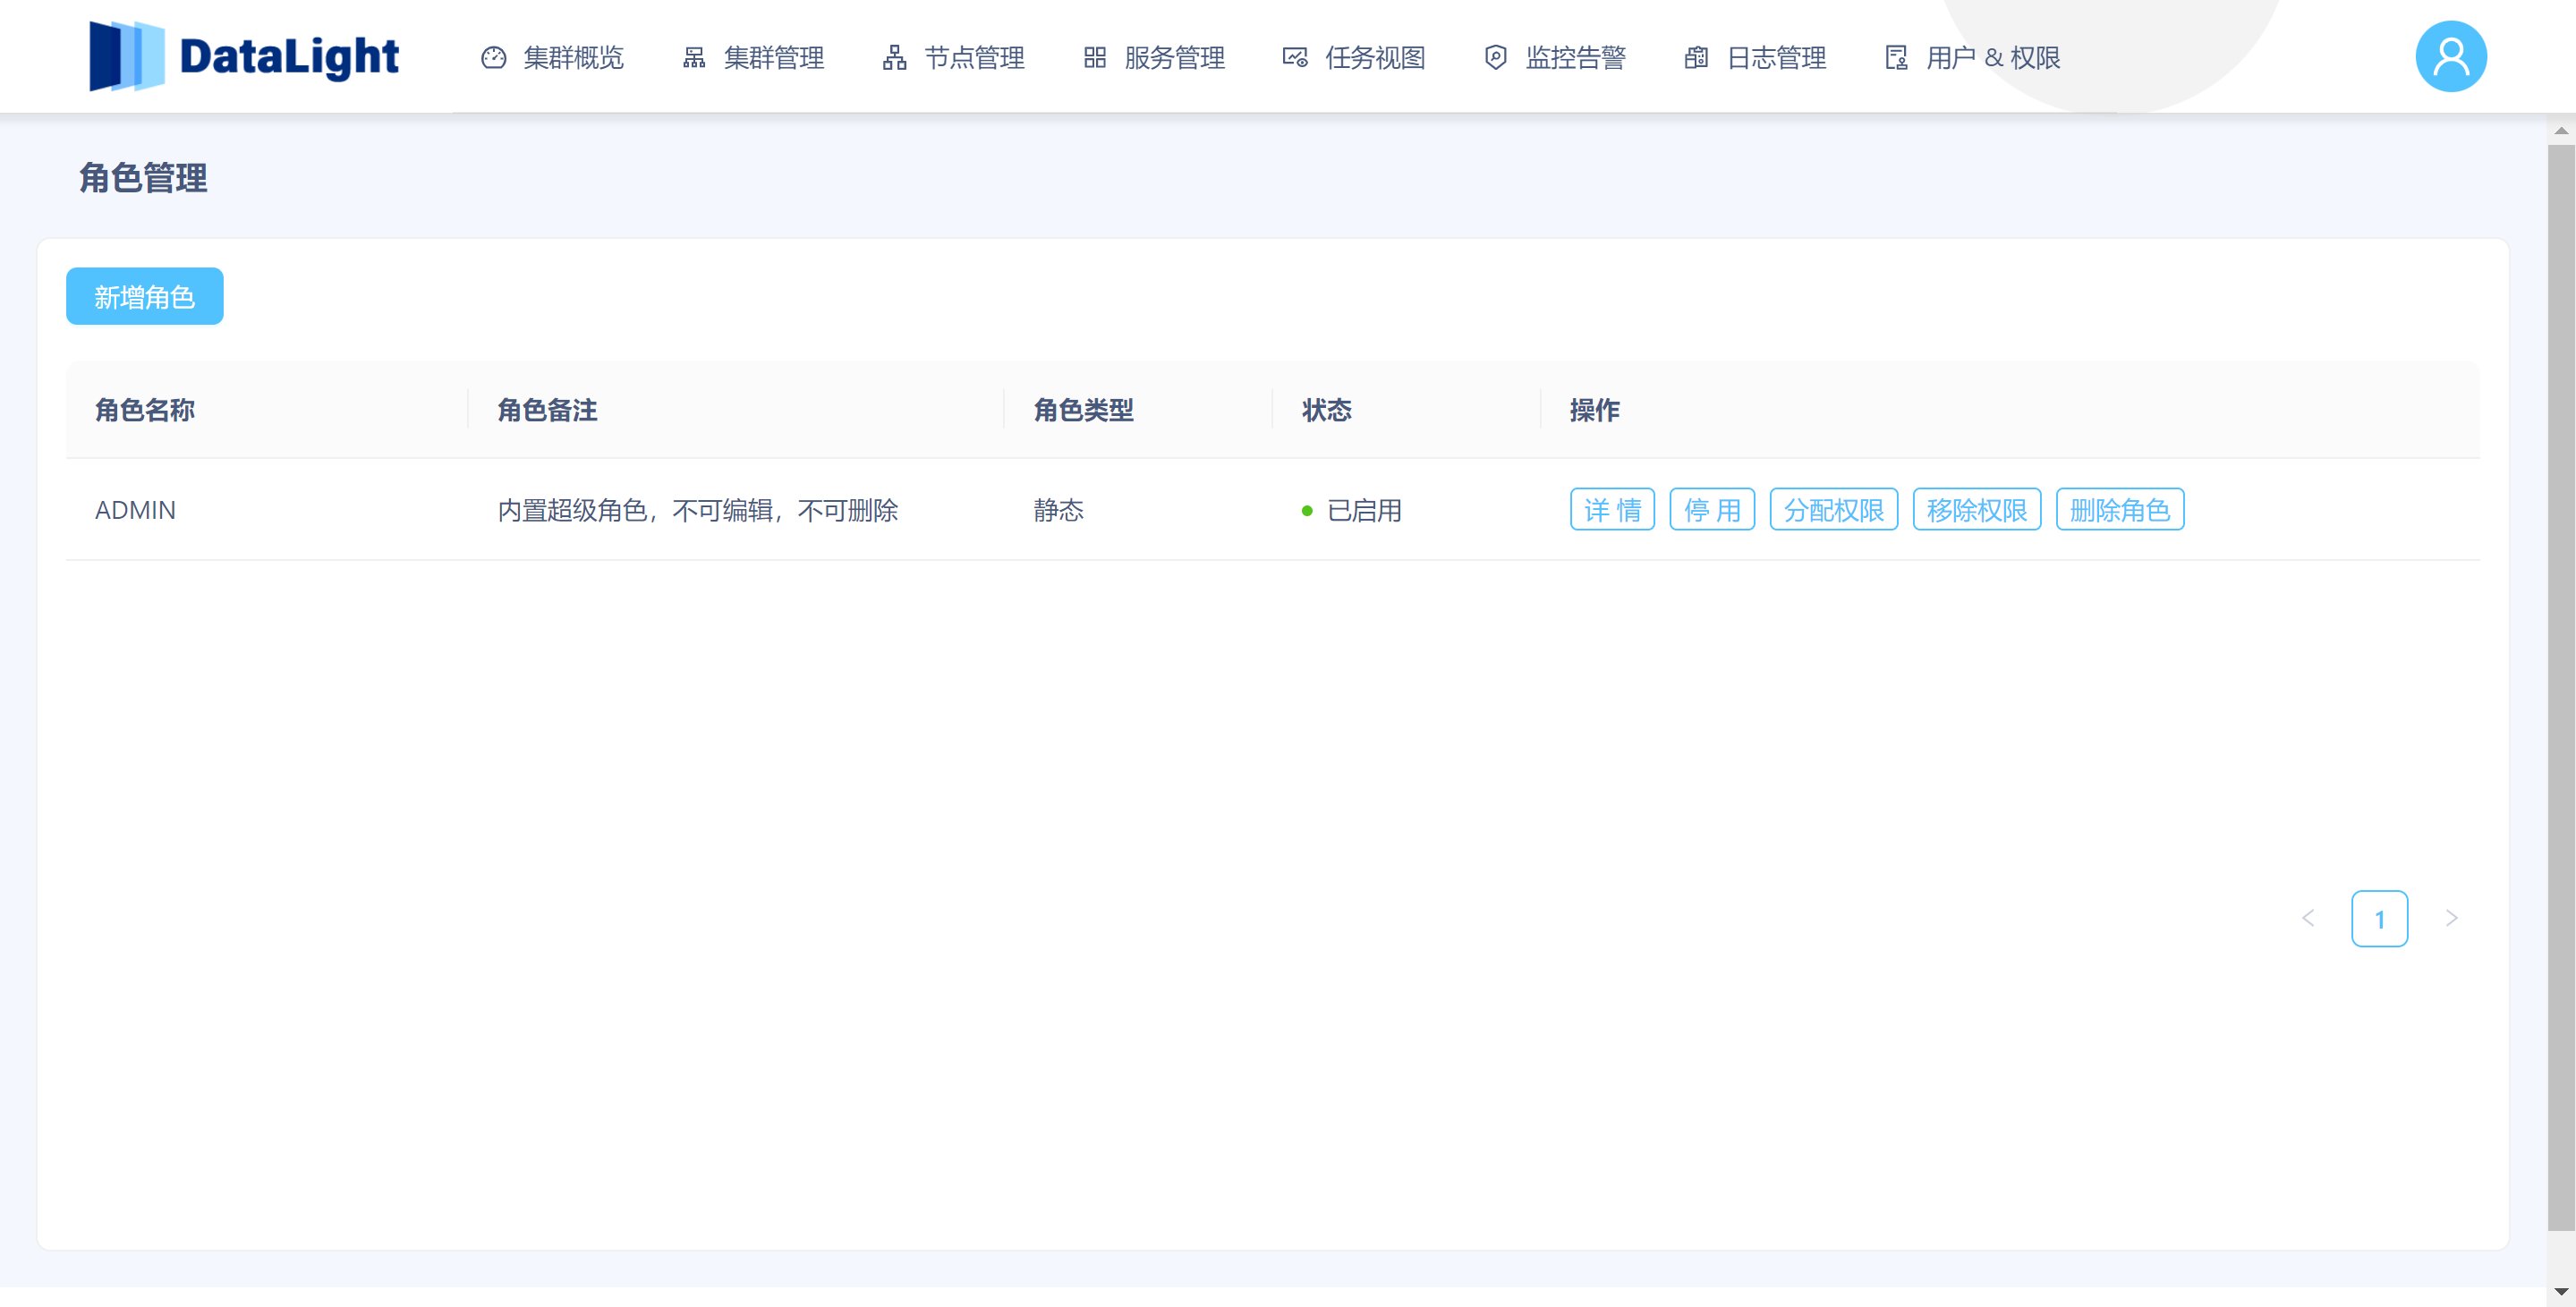 DataLight 集群概览 集群管理 节点管理 服务管理 任务视图 监控告警 日志管理 用户 & 权限
角色管理
新增角色
角色名称 角色备注 角色类型 状态 操作
ADMIN 内置超级角色，不可编辑，不可删除 静态 已启用 详 情 停 用 分配权限 移除权限 删除角色
1